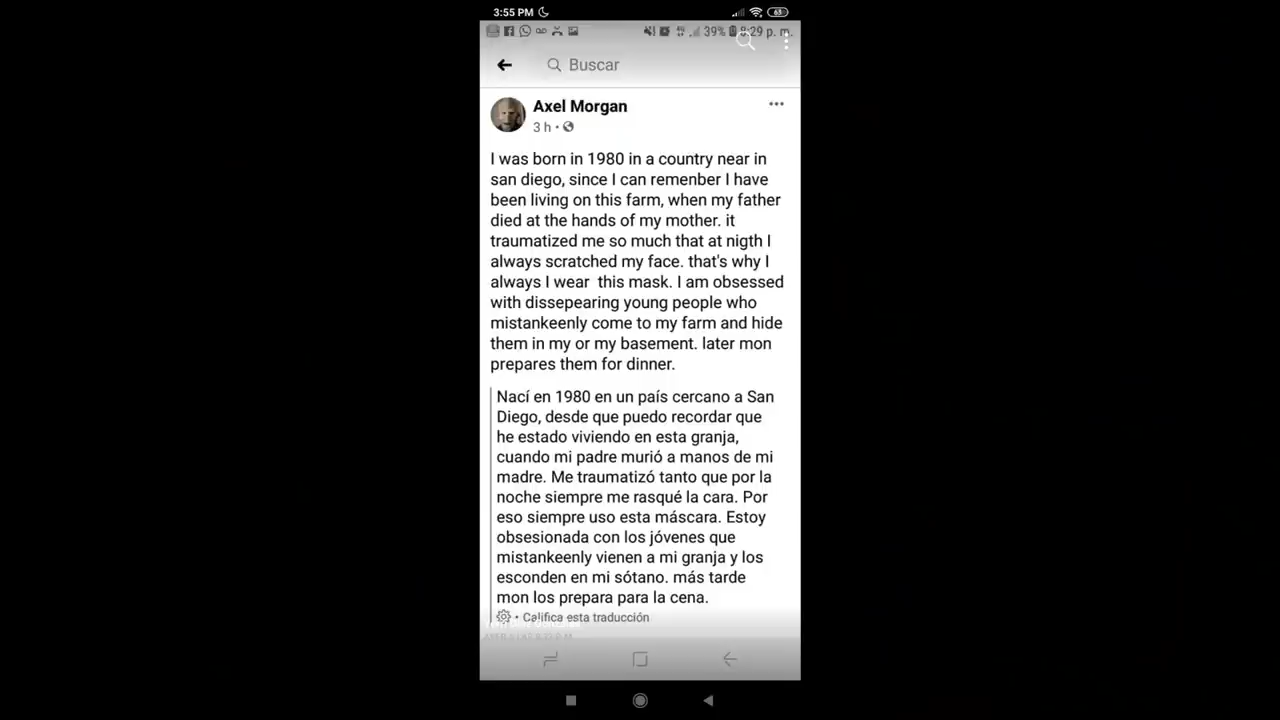 3:55 PM
63
39% 8:29 p. m.
Buscar
Axel Morgan
3 h •
I was born in 1980 in a country near in
san diego, since I can remenber I have
been living on this farm, when my father
died at the hands of my mother. it
traumatized me so much that at nigth I
always scratched my face. that's why I
always I wear  this mask. I am obsessed
with dissepearing young people who
mistankeenly come to my farm and hide
them in my or my basement. later mon
prepares them for dinner.
Nací en 1980 en un país cercano a San
Diego, desde que puedo recordar que
he estado viviendo en esta granja,
cuando mi padre murió a manos de mi
madre. Me traumatizó tanto que por la
noche siempre me rasqué la cara. Por
eso siempre uso esta máscara. Estoy
obsesionada con los jóvenes que
mistankeenly vienen a mi granja y los
esconden en mi sótano. más tarde
mon los prepara para la cena.
• Califica esta traducción